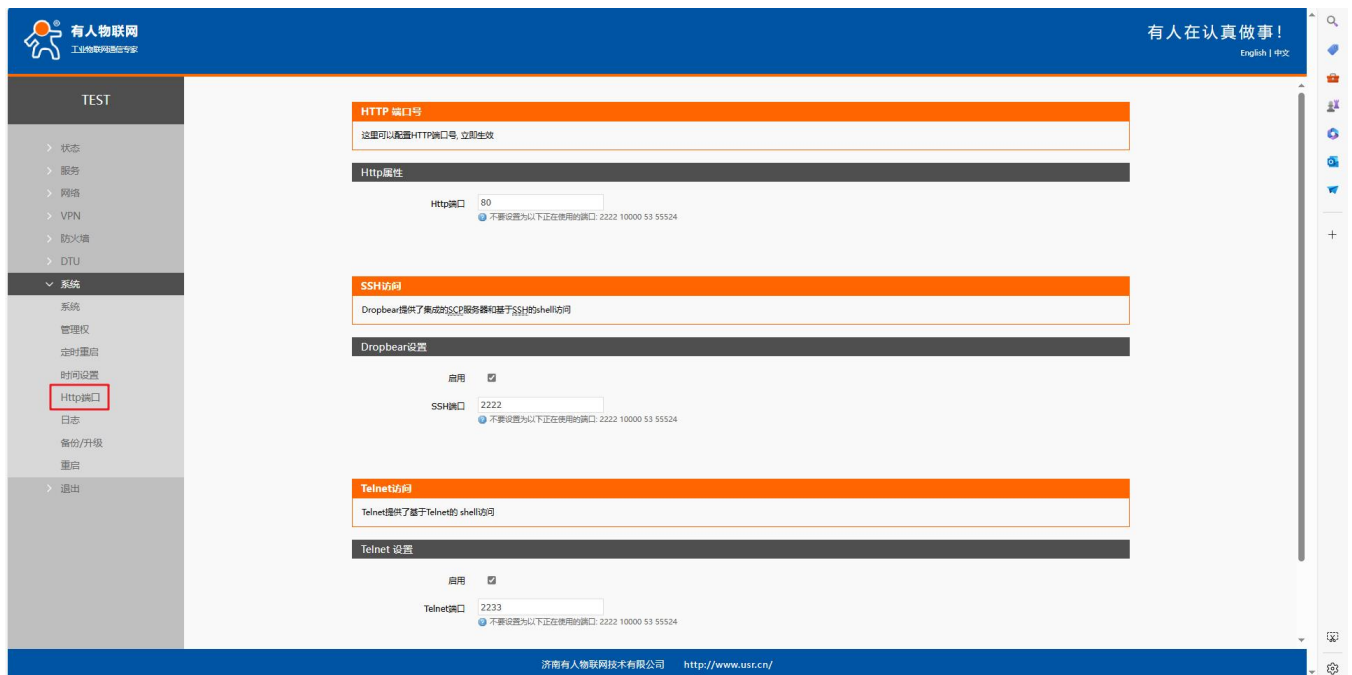 有人物联网
工业物联网通信专家
有人在认真做事！
English | 中文
TEST
状态
服务
网络
VPN
防火墙
DTU
系统
系统
管理权
定时重启
时间设置
Http端口
日志
备份/升级
重启
退出
HTTP 端口号
这里可以配置HTTP端口号, 立即生效
Http属性
Http端口 80
不要设置为以下正在使用的端口: 2222 10000 53 55524
SSH访问
Dropbear提供了集成的SCP服务器和基于SSH的shell访问
Dropbear设置
启用
SSH端口 2222
不要设置为以下正在使用的端口: 2222 10000 53 55524
Telnet访问
Telnet提供了基于Telnet的 shell访问
Telnet 设置
启用
Telnet端口 2233
不要设置为以下正在使用的端口: 2222 10000 53 55524
济南有人物联网技术有限公司 http://www.usr.cn/